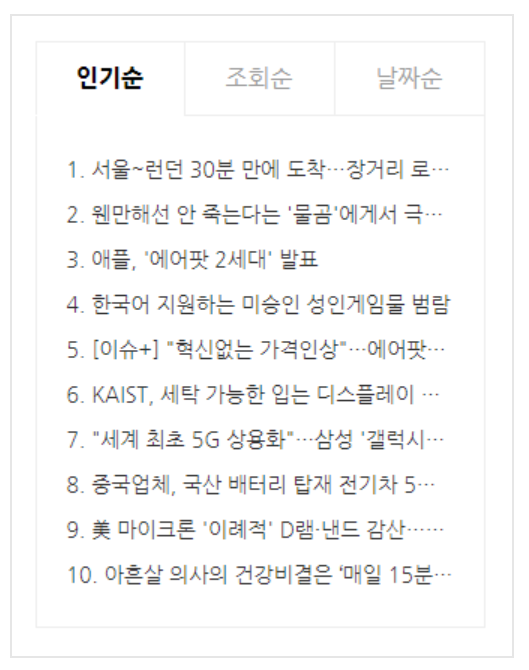 인기순 조회순 날짜순
1. 서울~런던 30분 만에 도착…장거리 로…
2. 웬만해선 안 죽는다는 '물곰'에게서 극…
3. 애플, '에어팟 2세대' 발표
4. 한국어 지원하는 미승인 성인게임물 범람
5. [이슈+] "혁신없는 가격인상"…에어팟…
6. KAIST, 세탁 가능한 입는 디스플레이 …
7. "세계 최초 5G 상용화"…삼성 '갤럭시…
8. 중국업체, 국산 배터리 탑재 전기차 5…
9. 美 마이크론 '이례적' D램·낸드 감산……
10. 아흔살 의사의 건강비결은 ‘매일 15분…